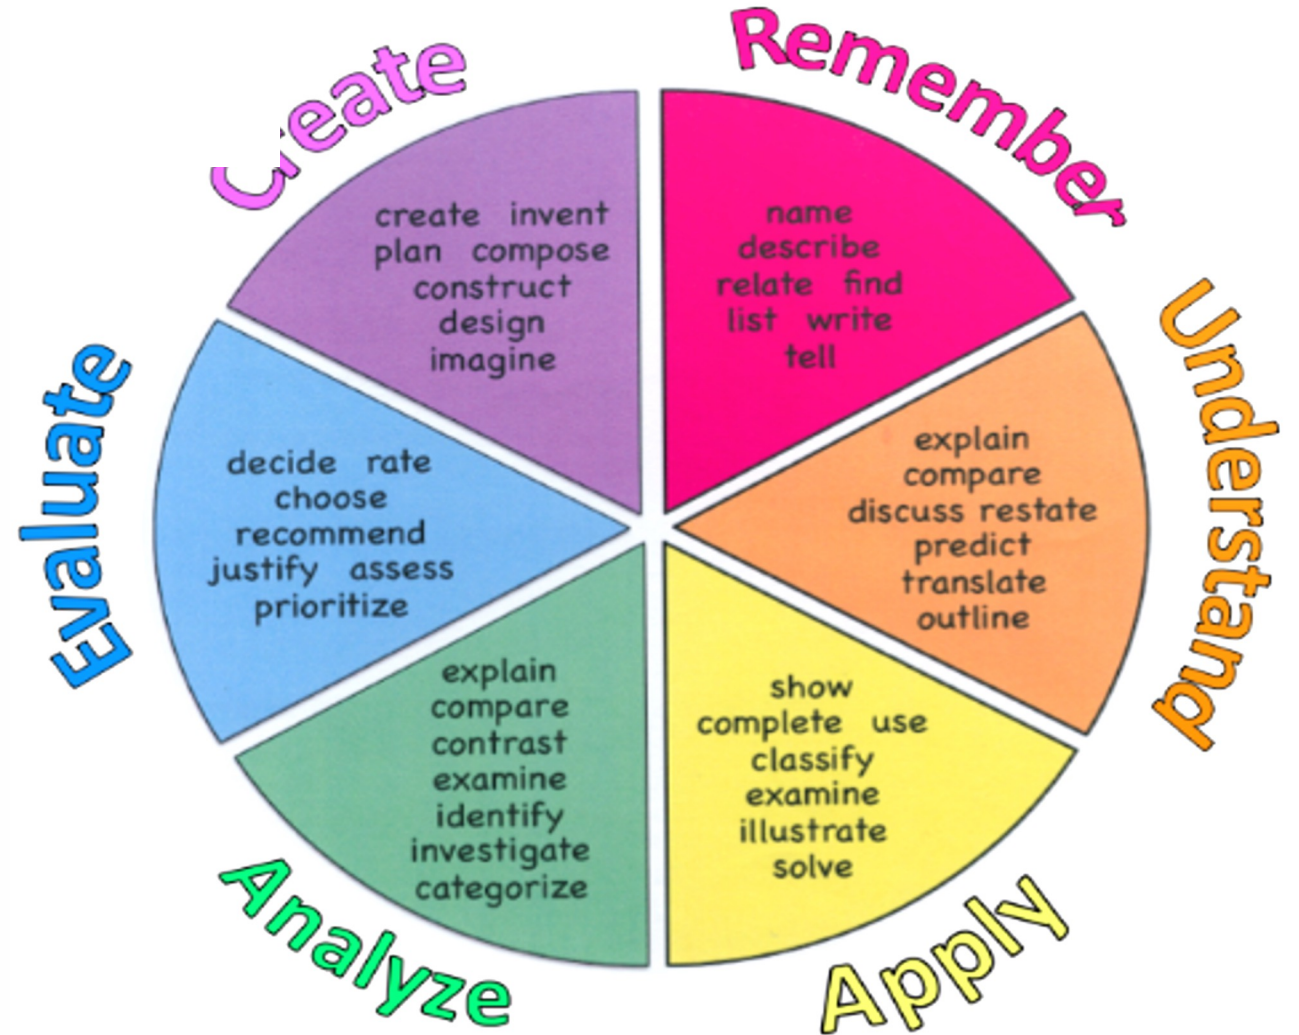 Remember
name
describe
relate find
list write
tell
Understand
explain
compare
discuss restate
predict
translate
outline
Apply
show
complete use
classify
examine
illustrate
solve
Analyze
explain
compare
contrast
examine
identify
investigate
categorize
Evaluate
decide rate
choose
recommend
justify assess
prioritize
Create
create invent
plan compose
construct
design
imagine